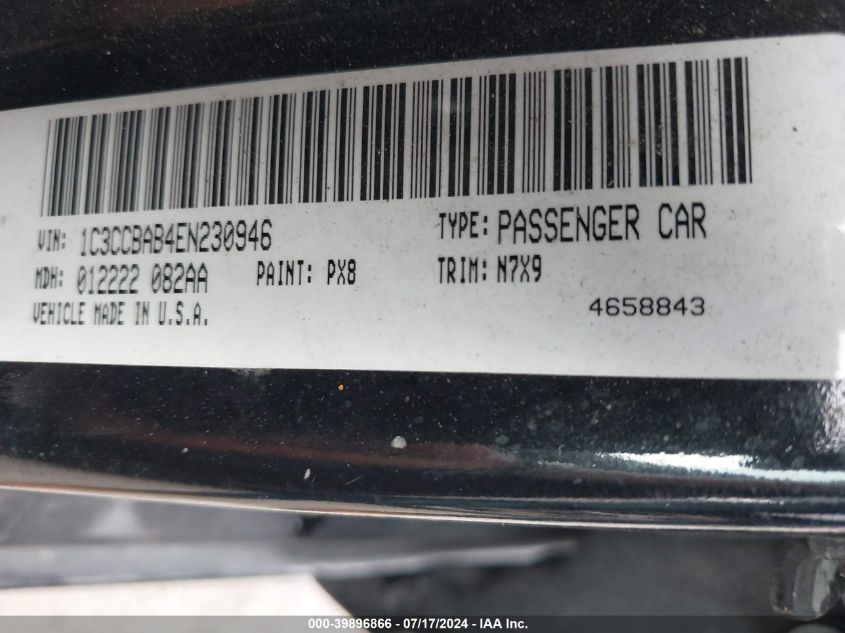 VIN: 1C3CCBAB4EN230946 TYPE: PASSENGER CAR
MDH: 012222 082AA PAINT: PX8 TRIM: N7X9
VEHICLE MADE IN U.S.A. 4658843
000-39896866 - 07/17/2024 - IAA Inc.